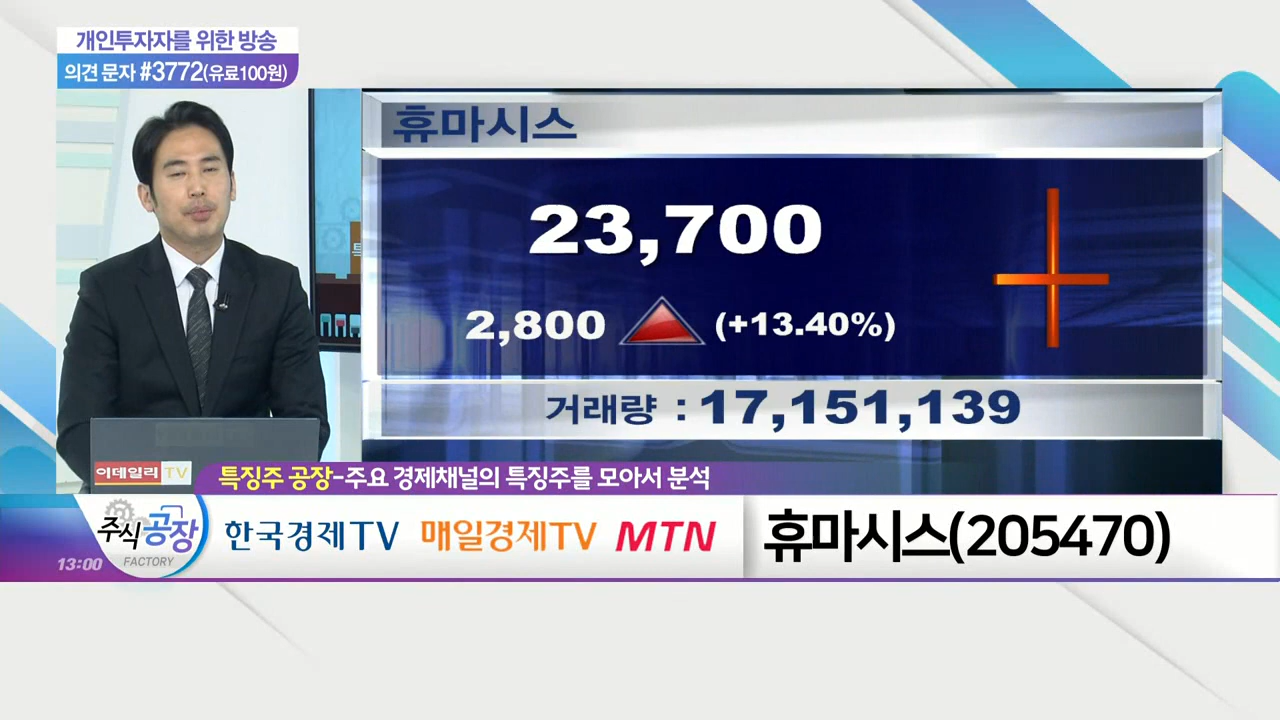 개인투자자를 위한 방송
의견 문자 #3772(유료100원)
휴마시스
23,700
2,800 ▲ (+13.40%)
거래량 : 17,151,139
이데일리 TV
특징주 공장-주요 경제채널의 특징주를 모아서 분석
주식공장
FACTORY
13:00
한국경제TV 매일경제TV MTN
휴마시스(205470)